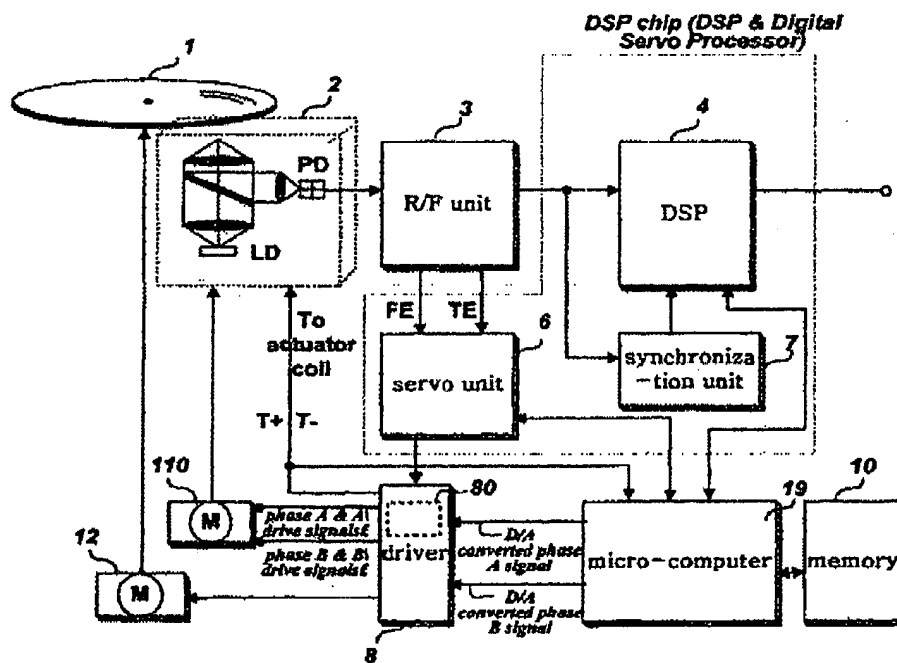 DSP chip (DSP & Digital
Servo Processor)
1
2
3
4
PD
LD
R/F unit
DSP
FE
TE
6
7
To
actuator
coil
servo unit
synchroniza
-tion unit
T+ T-
110
80
19
10
M
phase A & A\
drive signals
phase B & B\
drive signals
driver
D/A
converted phase
A signal
micro-computer
memory
12
M
D/A
converted phase
B signal
8